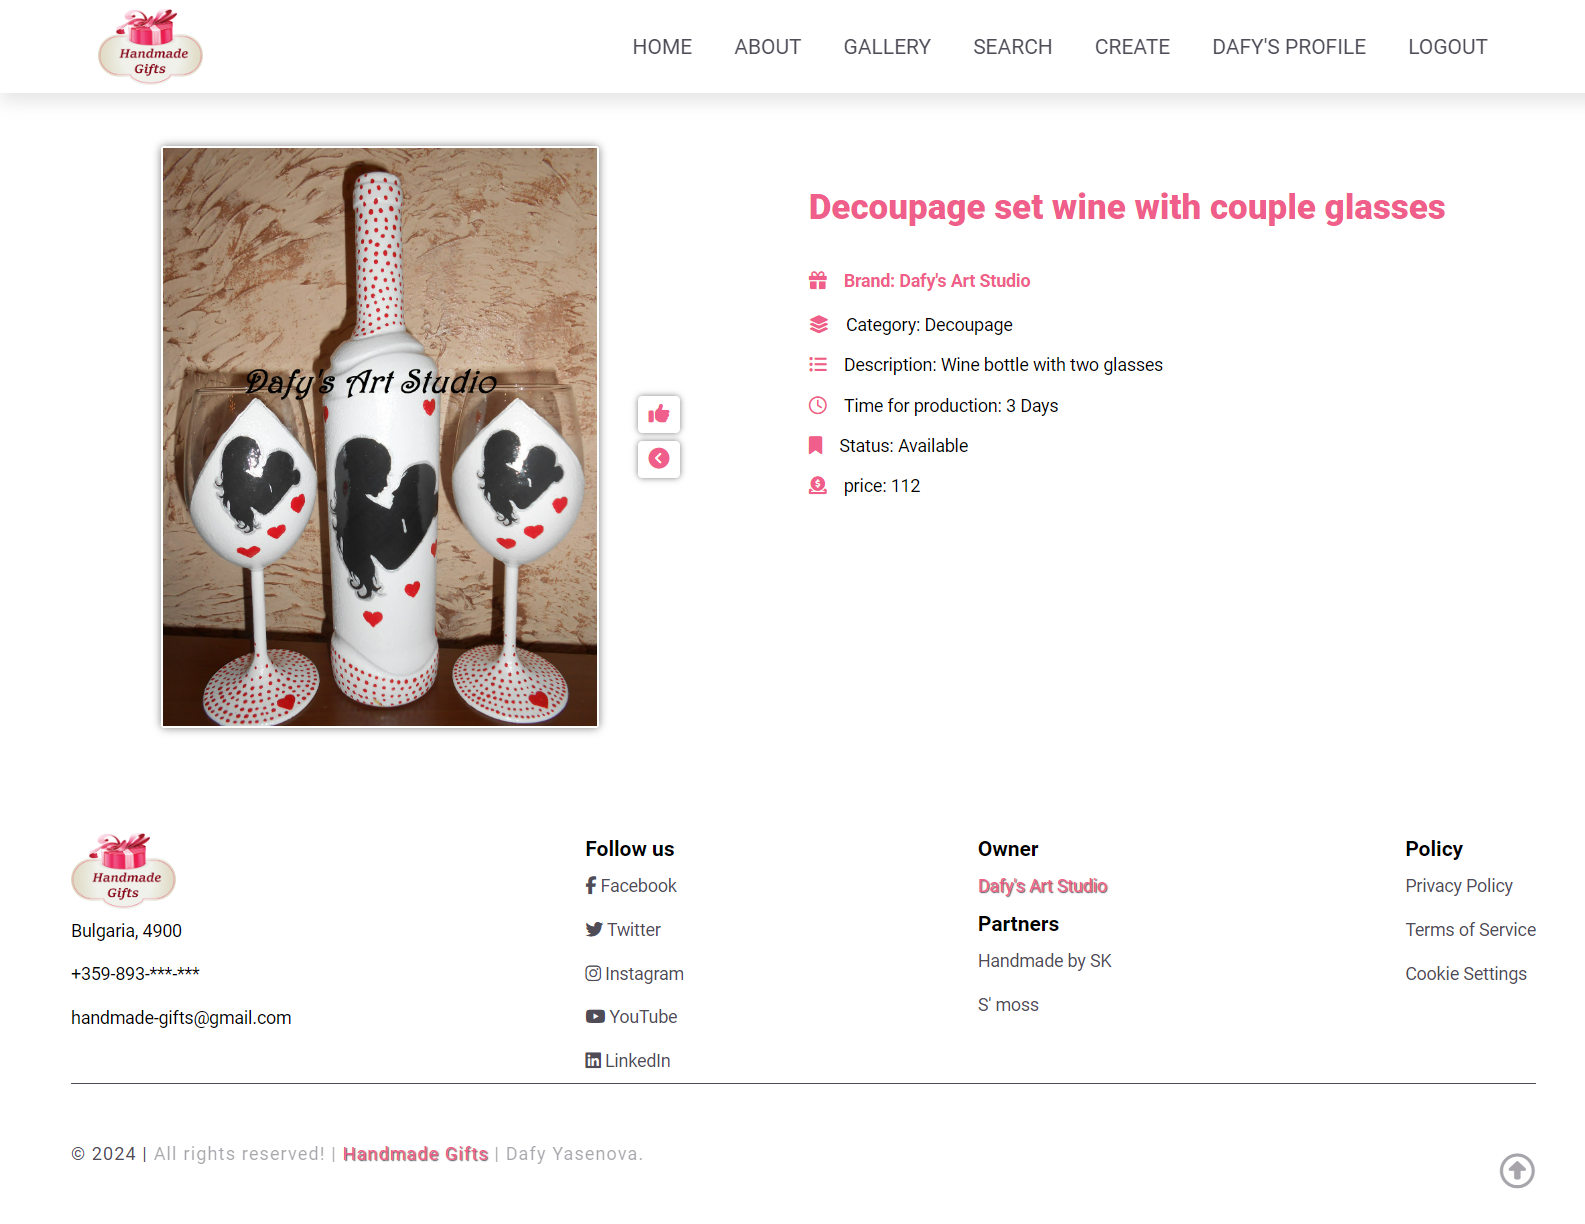 Handmade
Gifts
HOME
ABOUT
GALLERY
SEARCH
CREATE
DAFY'S PROFILE
LOGOUT
Dafy's Art Studio
Decoupage set wine with couple glasses
Brand: Dafy's Art Studio
Category: Decoupage
Description: Wine bottle with two glasses
Time for production: 3 Days
Status: Available
price: 112
Handmade
Gifts
Bulgaria, 4900
+359-893-***-***
handmade-gifts@gmail.com
Follow us
Facebook
Twitter
Instagram
YouTube
LinkedIn
Owner
Dafy's Art Studio
Partners
Handmade by SK
S' moss
Policy
Privacy Policy
Terms of Service
Cookie Settings
© 2024 | All rights reserved! | Handmade Gifts | Dafy Yasenova.